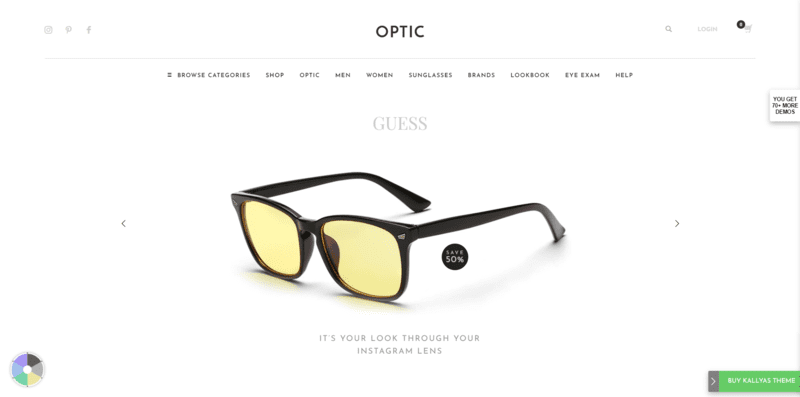 OPTIC
LOGIN
0
BROWSE CATEGORIES SHOP OPTIC MEN WOMEN SUNGLASSES BRANDS LOOKBOOK EYE EXAM HELP
YOU GET
70+ MORE
DEMOS
GUESS
SAVE
50%
IT'S YOUR LOOK THROUGH YOUR
INSTAGRAM LENS
BUY KALLYAS THEME